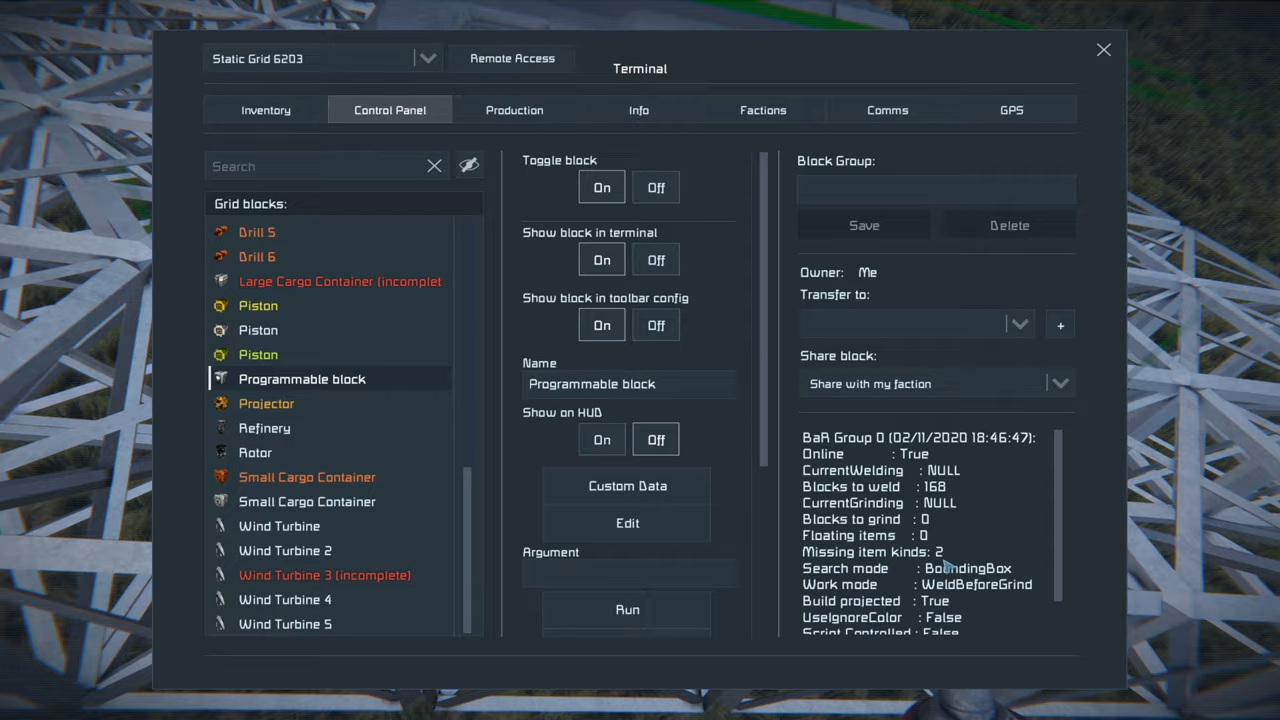 Static Grid 6203
Remote Access
Terminal
Inventory
Control Panel
Production
Info
Factions
Comms
GPS
Search
Grid blocks:
Drill 5
Drill 6
Large Cargo Container (incomplet
Piston
Piston
Piston
Programmable block
Projector
Refinery
Rotor
Small Cargo Container
Small Cargo Container
Wind Turbine
Wind Turbine 2
Wind Turbine 3 (incomplete)
Wind Turbine 4
Wind Turbine 5
Toggle block
On Off
Show block in terminal
On Off
Show block in toolbar config
On Off
Name
Programmable block
Show on HUD
On Off
Custom Data
Edit
Argument
Run
Block Group:
Save Delete
Owner: Me
Transfer to:
+
Share block:
Share with my faction
BaR Group 0 (02/11/2020 18:46:47):
Online : True
CurrentWelding : NULL
Blocks to weld : 168
CurrentGrinding : NULL
Blocks to grind : 0
Floating items : 0
Missing item kinds: 2
Search mode : BoundingBox
Work mode : WeldBeforeGrind
Build projected : True
UseIgnoreColor : False
Script Controlled : False